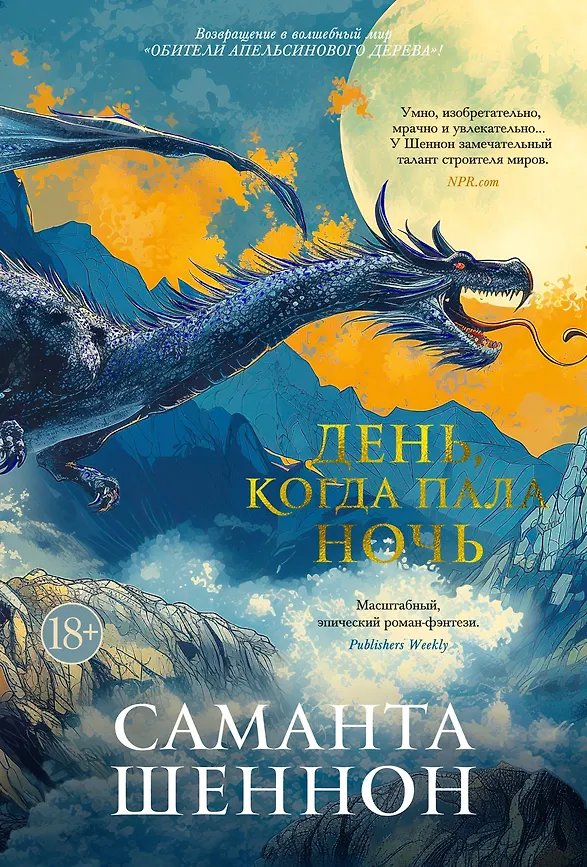 Возвращение в волшебный мир
«ОБИТЕЛИ АПЕЛЬСИНОВОГО ДЕРЕВА»!
Умно, изобретательно,
мрачно и увлекательно...
У Шеннон замечательный
талант строителя миров.
NPR.com
ДЕНЬ,
КОГДА ПАЛА
НОЧЬ
Масштабный,
эпический роман-фэнтези.
Publishers Weekly
18+
САМАНТА
ШЕННОН